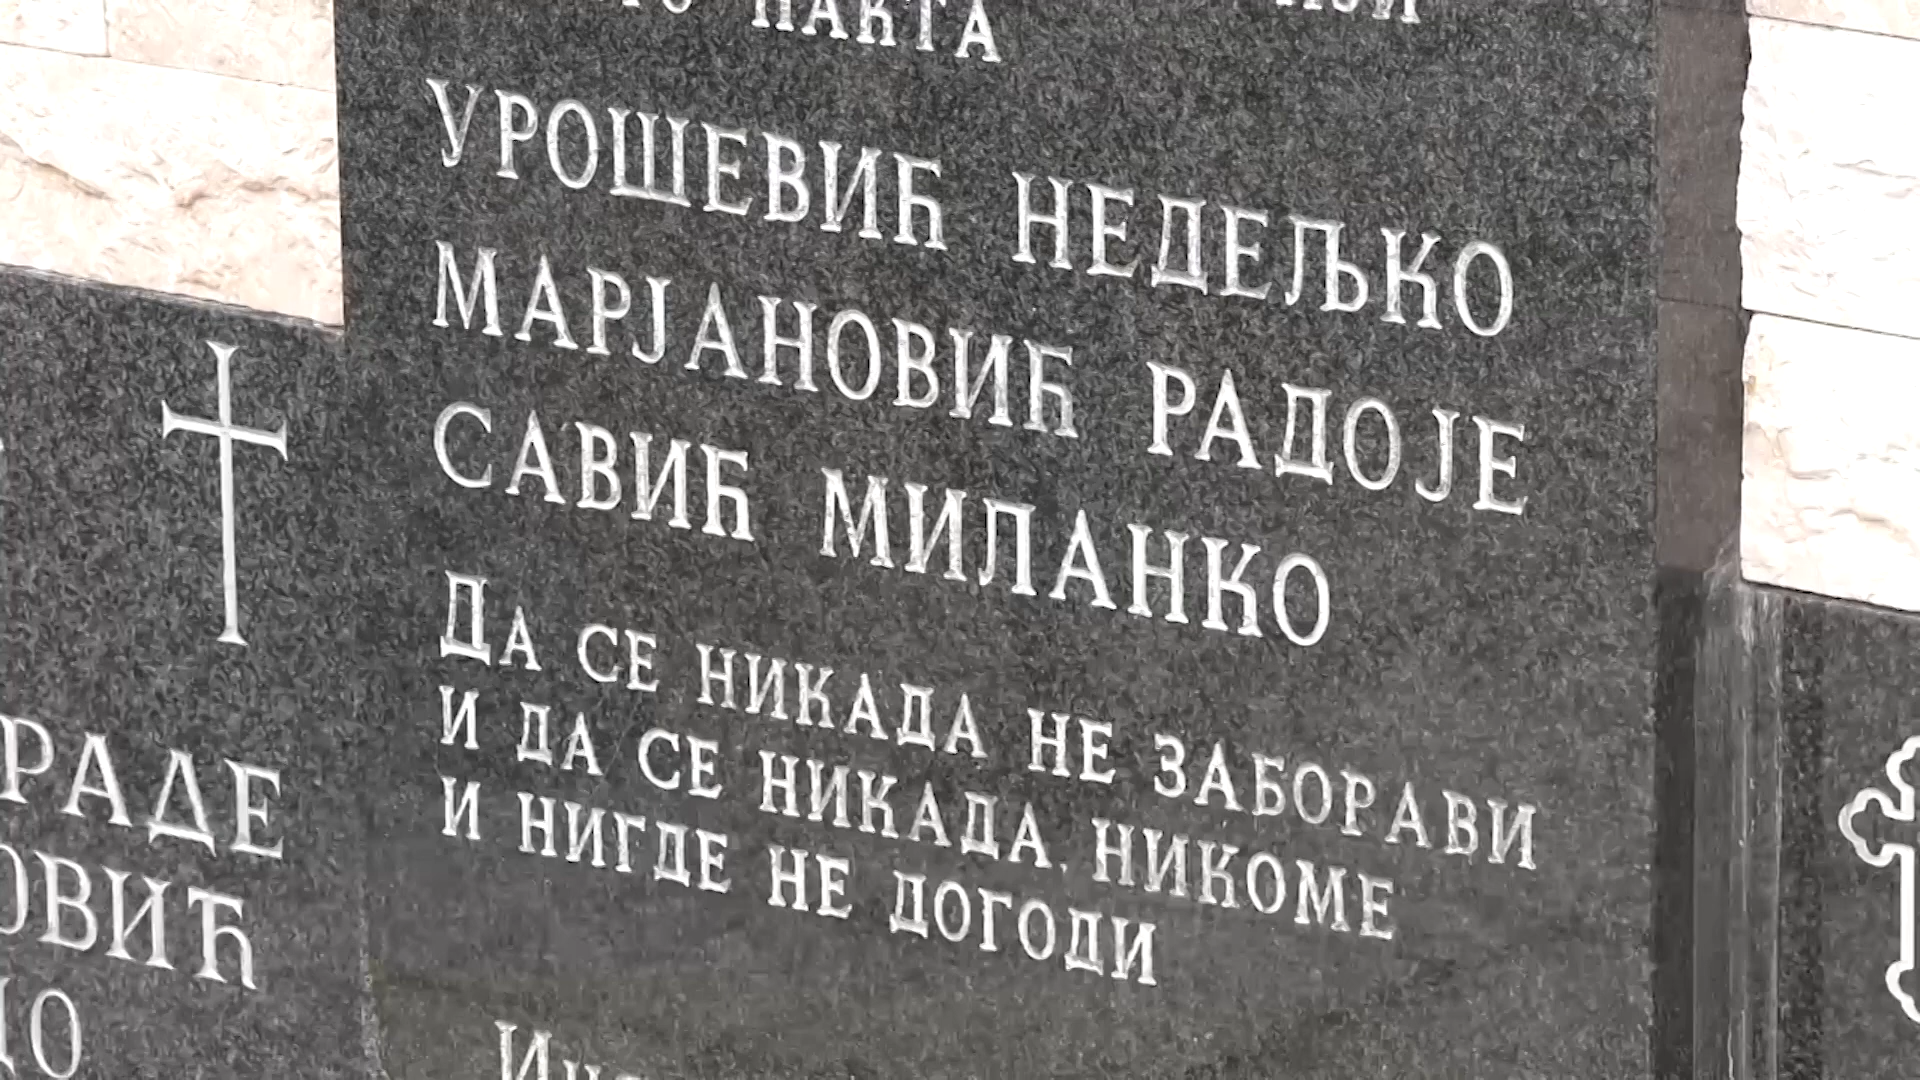 НАКТА
УРОШЕВИЋ НЕДЕЉКО
МАРЈАНОВИЋ РАДОЈЕ
САВИЋ МИЛАНКО
ДА СЕ НИКАДА НЕ ЗАБОРАВИ
И ДА СЕ НИКАДА, НИКОМЕ
И НИГДЕ НЕ ДОГОДИ
РАДЕ
ОВИЋ